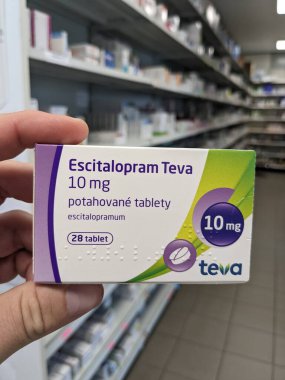 Escitalopram Teva
10 mg
potahované tablety
escitalopramum
28 tablet
10 mg
teva